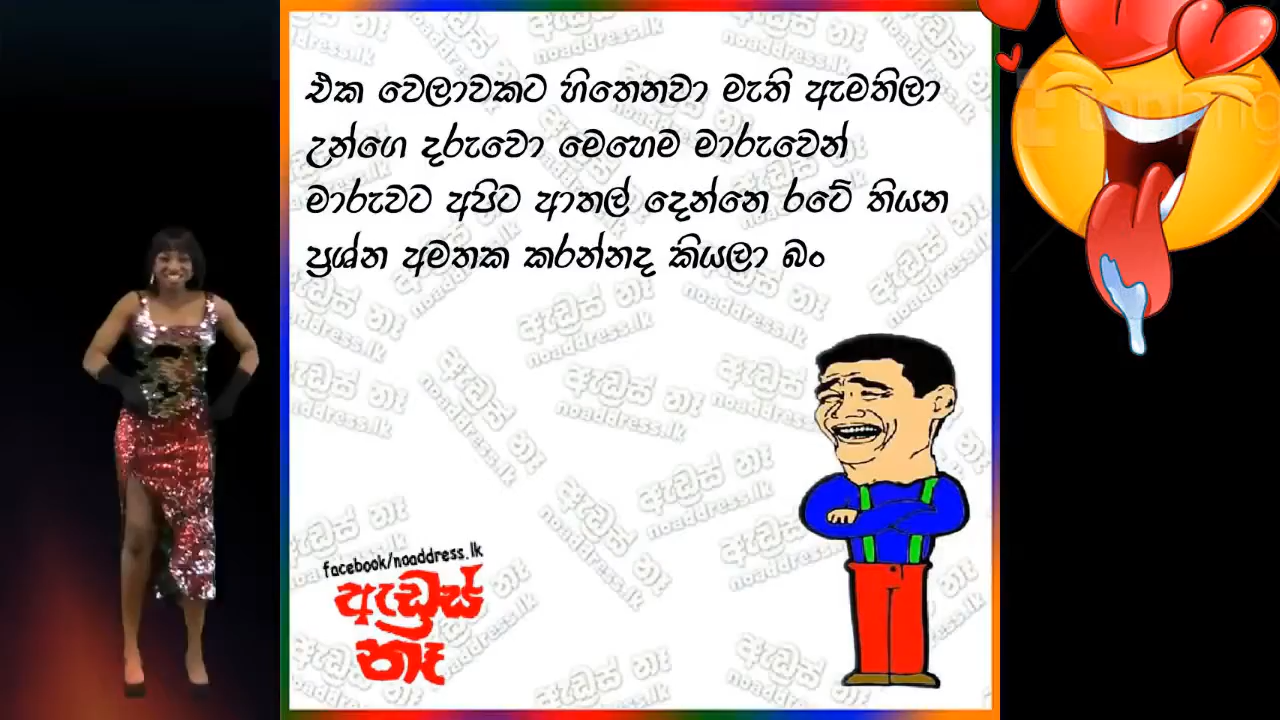 එක වෙලාවකට හිතෙනවා මැති ඇමතිලා
උන්ගෙ දරුවො මෙහෙම මාරුවෙන්
මාරුවට අපිට ආතල් දෙන්නෙ රටේ තියන
ප්‍රශ්න අමතක කරන්නද කියලා බං
facebook/noaddress.lk
ඇඩ්‍රස්
නෑ